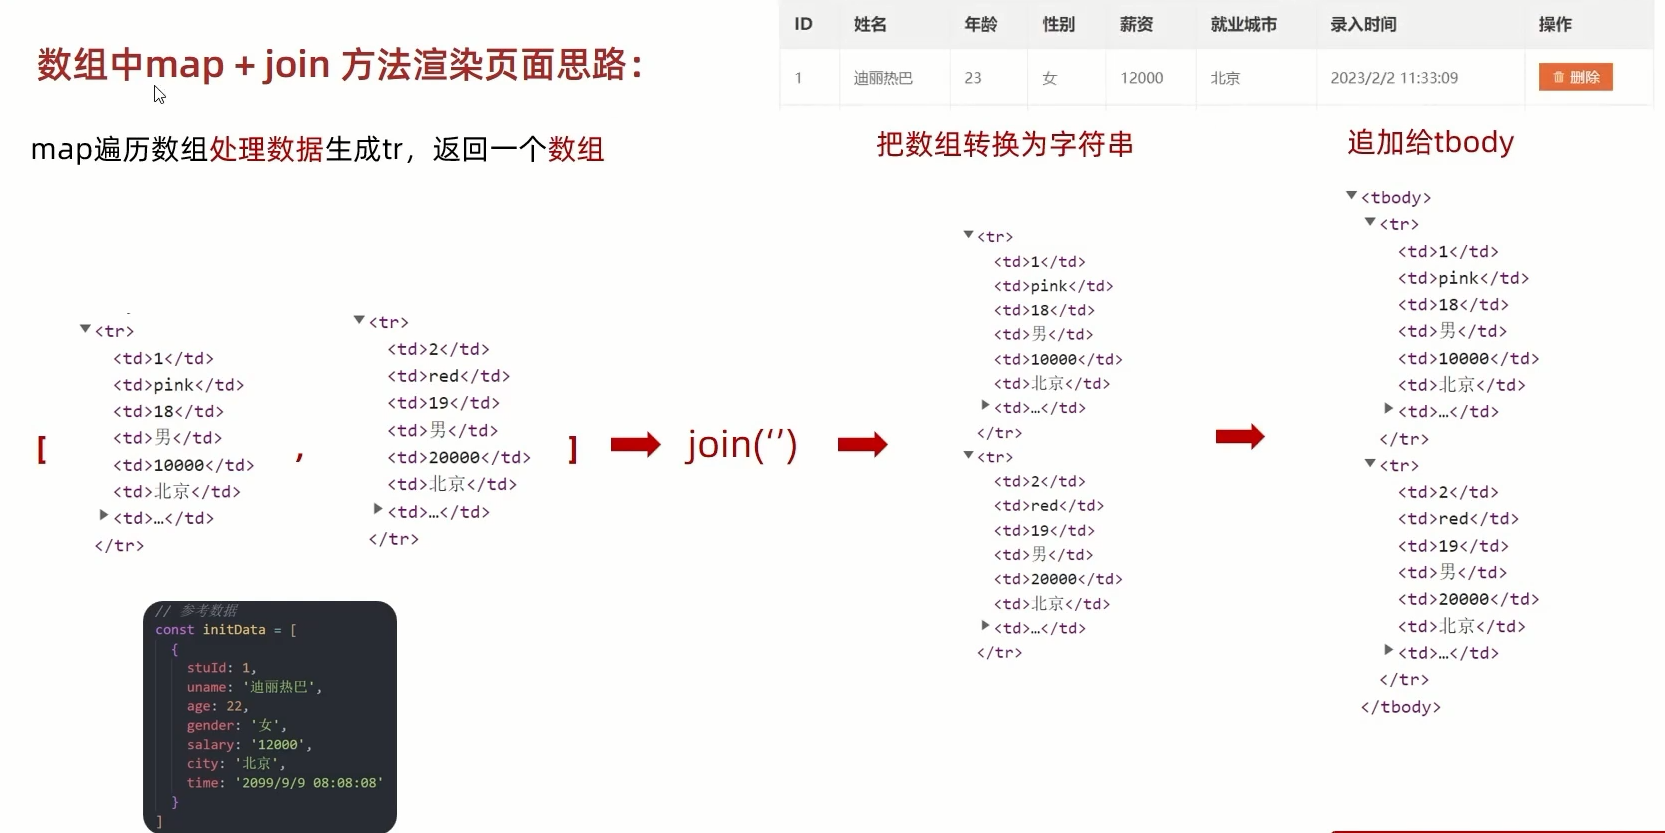 数组中map + join 方法渲染页面思路：
map遍历数组处理数据生成tr，返回一个数组
ID 姓名 年龄 性别 薪资 就业城市 录入时间 操作
1 迪丽热巴 23 女 12000 北京 2023/2/2 11:33:09 删除
把数组转换为字符串
追加给tbody
[
<tr>
<td>1</td>
<td>pink</td>
<td>18</td>
<td>男</td>
<td>10000</td>
<td>北京</td>
<td>…</td>
</tr>
,
<tr>
<td>2</td>
<td>red</td>
<td>19</td>
<td>男</td>
<td>20000</td>
<td>北京</td>
<td>…</td>
</tr>
]
join(‘’)
<tr>
<td>1</td>
<td>pink</td>
<td>18</td>
<td>男</td>
<td>10000</td>
<td>北京</td>
<td>…</td>
</tr>
<tr>
<td>2</td>
<td>red</td>
<td>19</td>
<td>男</td>
<td>20000</td>
<td>北京</td>
<td>…</td>
</tr>
<tbody>
<tr>
<td>1</td>
<td>pink</td>
<td>18</td>
<td>男</td>
<td>10000</td>
<td>北京</td>
<td>…</td>
</tr>
<tr>
<td>2</td>
<td>red</td>
<td>19</td>
<td>男</td>
<td>20000</td>
<td>北京</td>
<td>…</td>
</tr>
</tbody>
// 参考数据
const initData = [
{
stuId: 1,
uname: '迪丽热巴',
age: 22,
gender: '女',
salary: '12000',
city: '北京',
time: '2099/9/9 08:08:08'
}
]